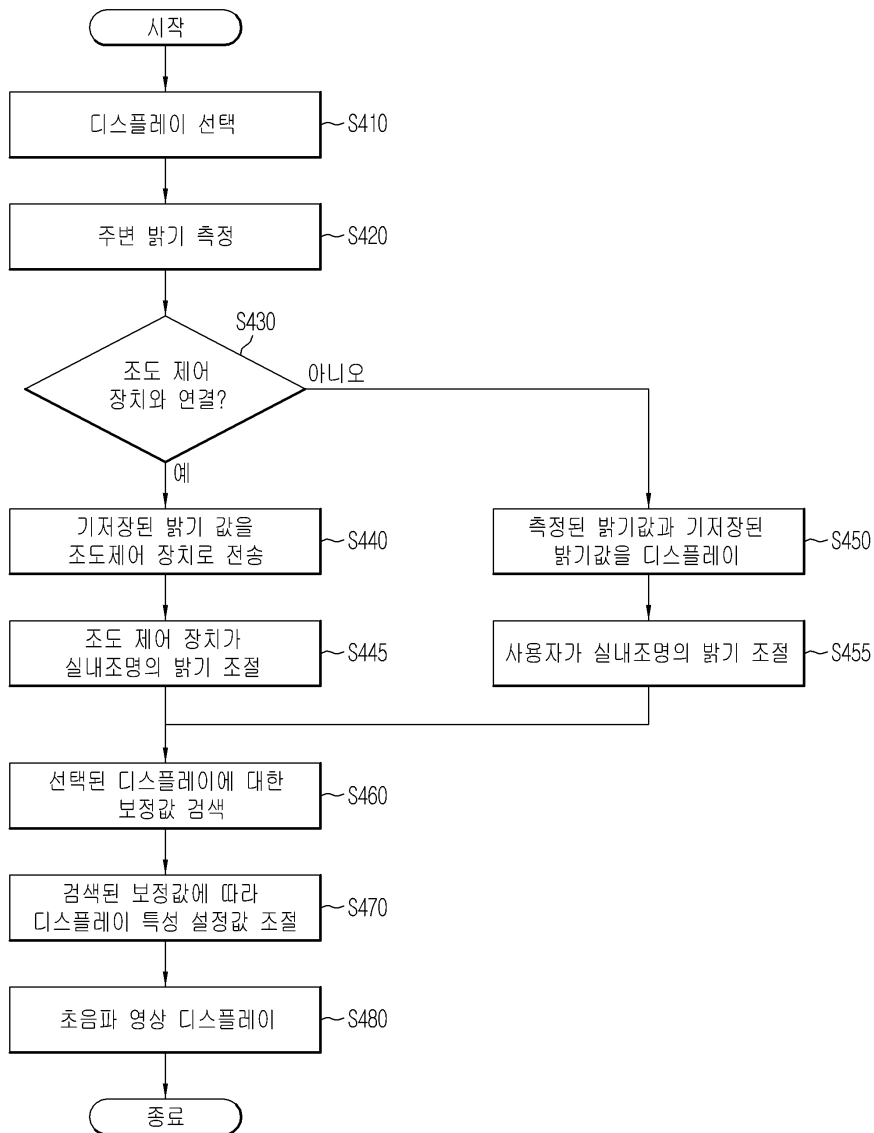 시작
디스플레이 선택
S410
주변 밝기 측정
S420
S430
조도 제어
장치와 연결?
아니오
예
기저장된 밝기 값을
조도제어 장치로 전송
S440
측정된 밝기값과 기저장된
밝기값을 디스플레이
S450
조도 제어 장치가
실내조명의 밝기 조절
S445
사용자가 실내조명의 밝기 조절
S455
선택된 디스플레이에 대한
보정값 검색
S460
검색된 보정값에 따라
디스플레이 특성 설정값 조절
S470
초음파 영상 디스플레이
S480
종료